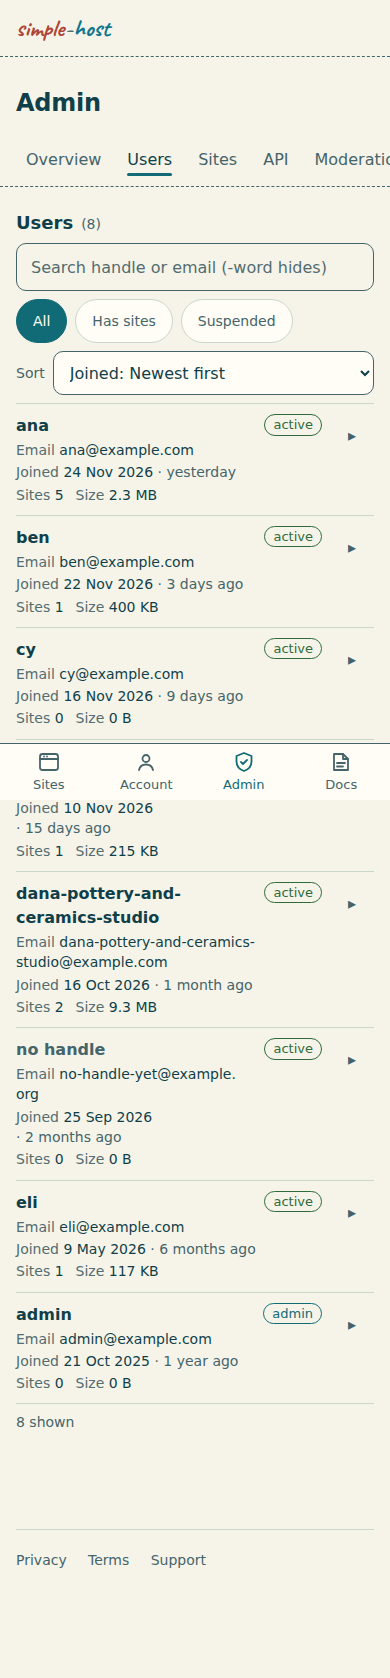 simple-host
Admin
Overview Users Sites API Moderatio
Users (8)
Search handle or email (-word hides)
All Has sites Suspended
Sort Joined: Newest first
ana active
Email ana@example.com
Joined 24 Nov 2026 · yesterday
Sites 5 Size 2.3 MB
ben active
Email ben@example.com
Joined 22 Nov 2026 · 3 days ago
Sites 1 Size 400 KB
cy active
Email cy@example.com
Joined 16 Nov 2026 · 9 days ago
Sites 0 Size 0 B
Sites Account Admin Docs
Joined 10 Nov 2026
· 15 days ago
Sites 1 Size 215 KB
dana-pottery-and- active
ceramics-studio
Email dana-pottery-and-ceramics-
studio@example.com
Joined 16 Oct 2026 · 1 month ago
Sites 2 Size 9.3 MB
no handle active
Email no-handle-yet@example.
org
Joined 25 Sep 2026
· 2 months ago
Sites 0 Size 0 B
eli active
Email eli@example.com
Joined 9 May 2026 · 6 months ago
Sites 1 Size 117 KB
admin admin
Email admin@example.com
Joined 21 Oct 2025 · 1 year ago
Sites 0 Size 0 B
8 shown
Privacy Terms Support